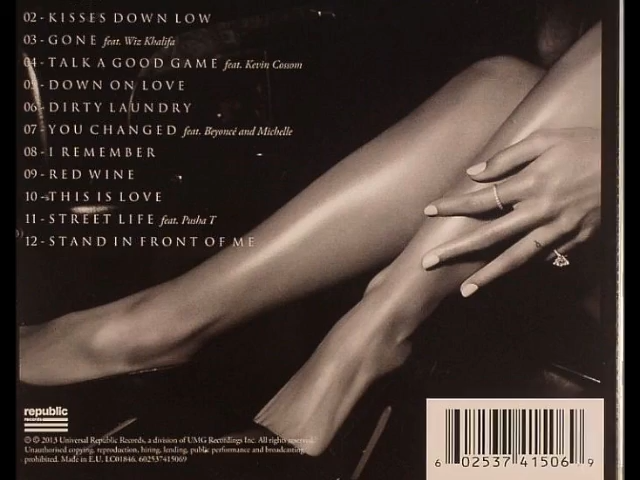 02 - KISSES DOWN LOW
03 - GONE feat. Wiz Khalifa
04 - TALK A GOOD GAME feat. Kevin Cossom
05 - DOWN ON LOVE
06 - DIRTY LAUNDRY
07 - YOU CHANGED feat. Beyoncé and Michelle
08 - I REMEMBER
09 - RED WINE
10 - THIS IS LOVE
11 - STREET LIFE feat. Pusha T
12 - STAND IN FRONT OF ME
republic
records
℗ © 2013 Universal Republic Records, a division of UMG Recordings Inc. All rights reserved.
Unauthorised copying, reproduction, hiring, lending, public performance and broadcasting
prohibited. Made in E.U. LC01846. 602537415069
6 02537 41506 9